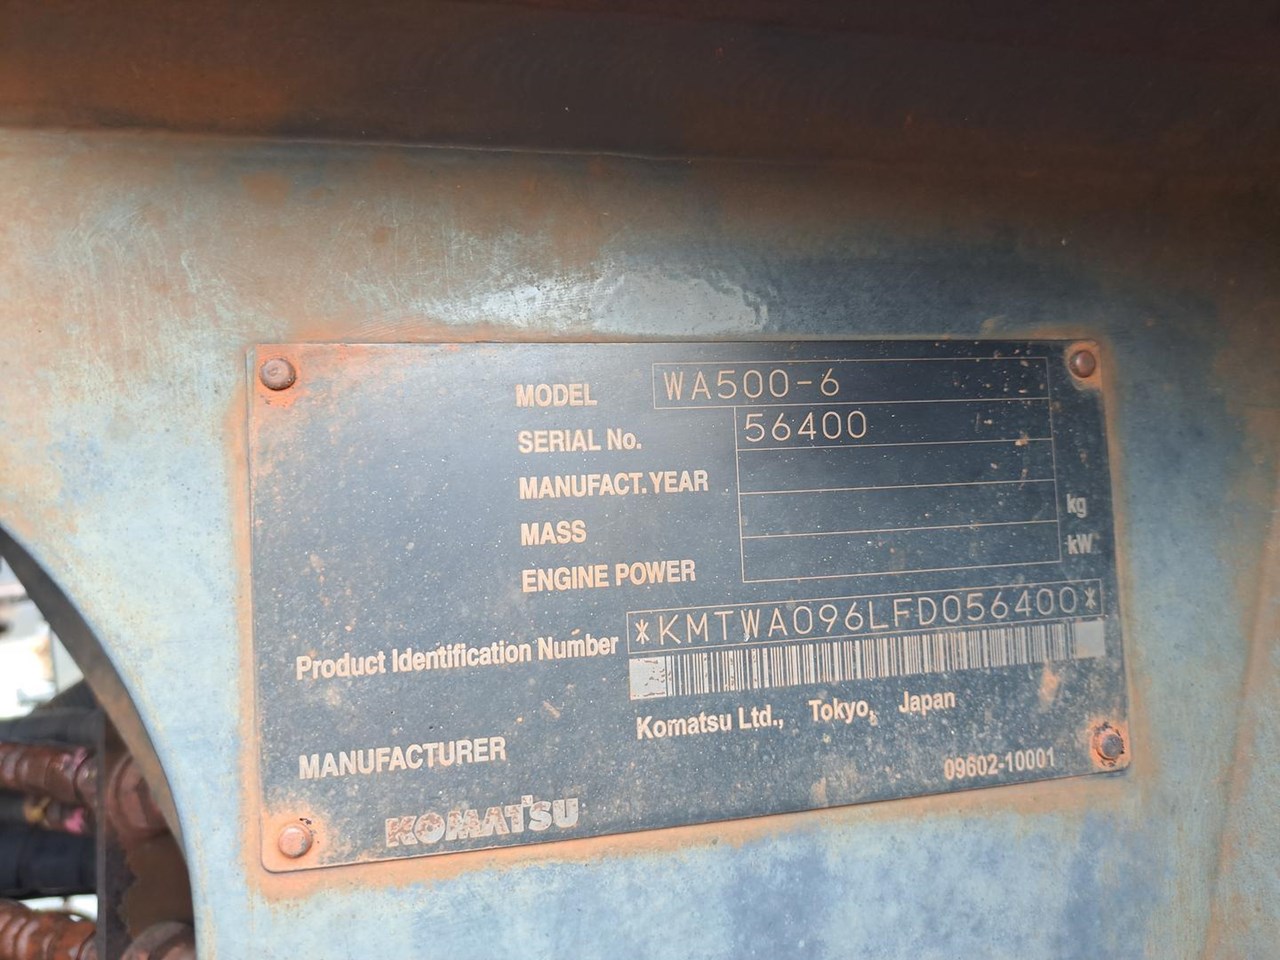 MODEL WA500-6
SERIAL No. 56400
MANUFACT. YEAR
MASS kg
ENGINE POWER kW
Product Identification Number *KMTWA096LFD056400*
MANUFACTURER Komatsu Ltd., Tokyo, Japan
09602-10001
KOMATSU